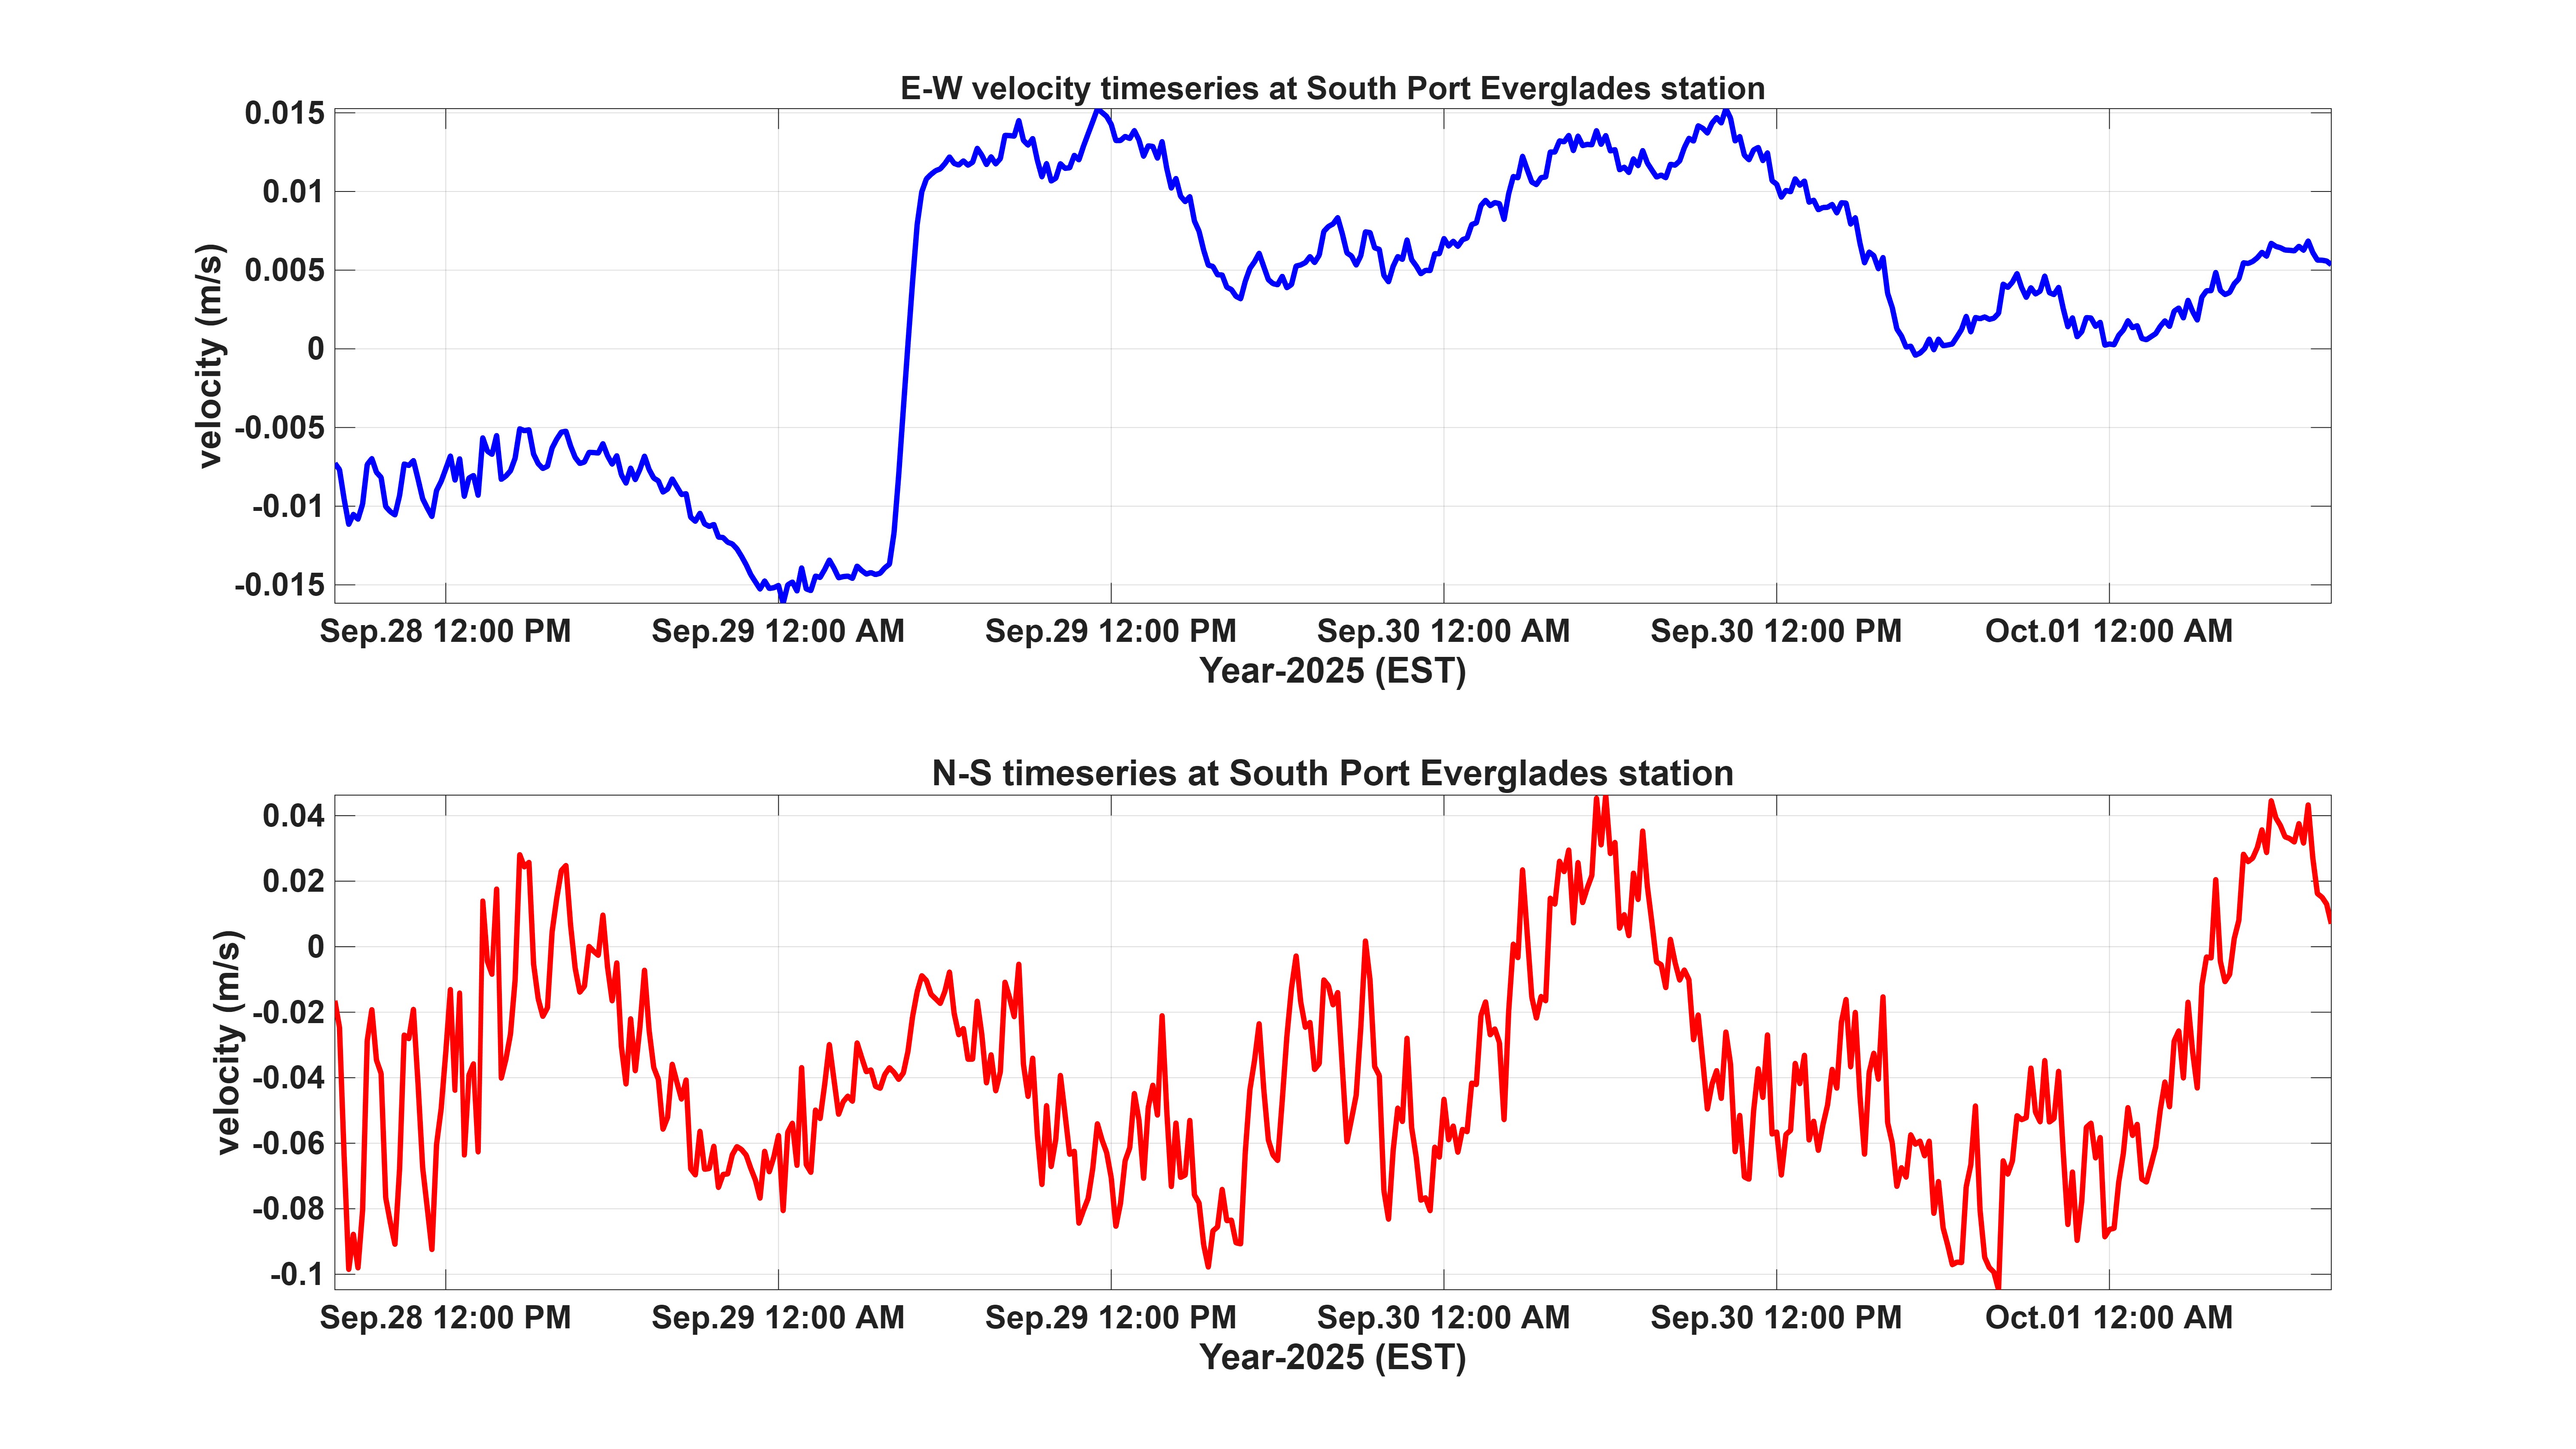 E-W velocity timeseries at South Port Everglades station
0.015
0.01
0.005
0
-0.005
-0.01
-0.015
velocity (m/s)
Sep.28 12:00 PM Sep.29 12:00 AM Sep.29 12:00 PM Sep.30 12:00 AM Sep.30 12:00 PM Oct.01 12:00 AM
Year-2025 (EST)
N-S timeseries at South Port Everglades station
0.04
0.02
0
-0.02
-0.04
-0.06
-0.08
-0.1
velocity (m/s)
Sep.28 12:00 PM Sep.29 12:00 AM Sep.29 12:00 PM Sep.30 12:00 AM Sep.30 12:00 PM Oct.01 12:00 AM
Year-2025 (EST)